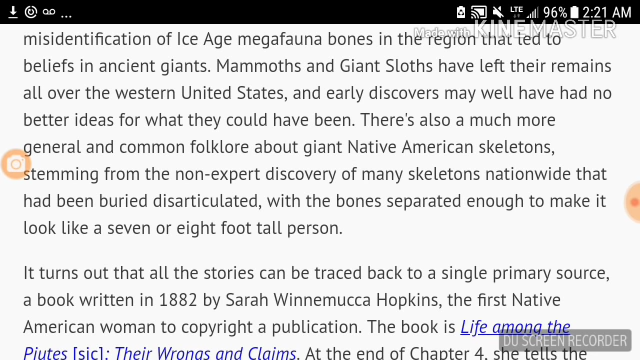 ... LTE 96% 2:21 AM
Made with KINEMASTER
misidentification of Ice Age megafauna bones in the region that led to
beliefs in ancient giants. Mammoths and Giant Sloths have left their remains
all over the western United States, and early discovers may well have had no
better ideas for what they could have been. There's also a much more
general and common folklore about giant Native American skeletons,
stemming from the non-expert discovery of many skeletons nationwide that
had been buried disarticulated, with the bones separated enough to make it
look like a seven or eight foot tall person.
It turns out that all the stories can be traced back to a single primary source,
a book written in 1882 by Sarah Winnemucca Hopkins, the first Native
American woman to copyright a publication. The book is Life among the
DU SCREEN RECORDER
Piutes [sic]: Their Wrongs and Claims. At the end of Chapter 4, she tells the